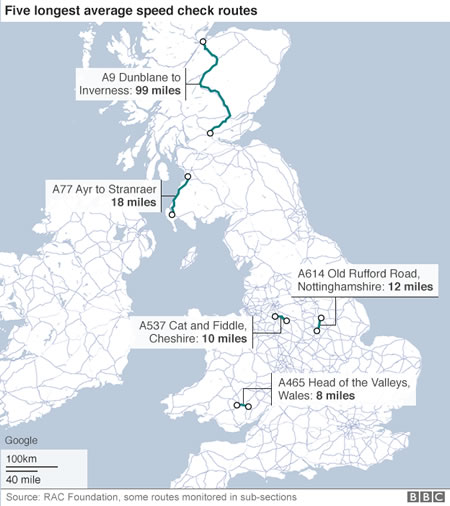 Five longest average speed check routes
A9 Dunblane to
Inverness: 99 miles
A77 Ayr to Stranraer
18 miles
A614 Old Rufford Road,
Nottinghamshire: 12 miles
A537 Cat and Fiddle,
Cheshire: 10 miles
A465 Head of the Valleys,
Wales: 8 miles
Google
100km
40 mile
Source: RAC Foundation, some routes monitored in sub-sections
BBC